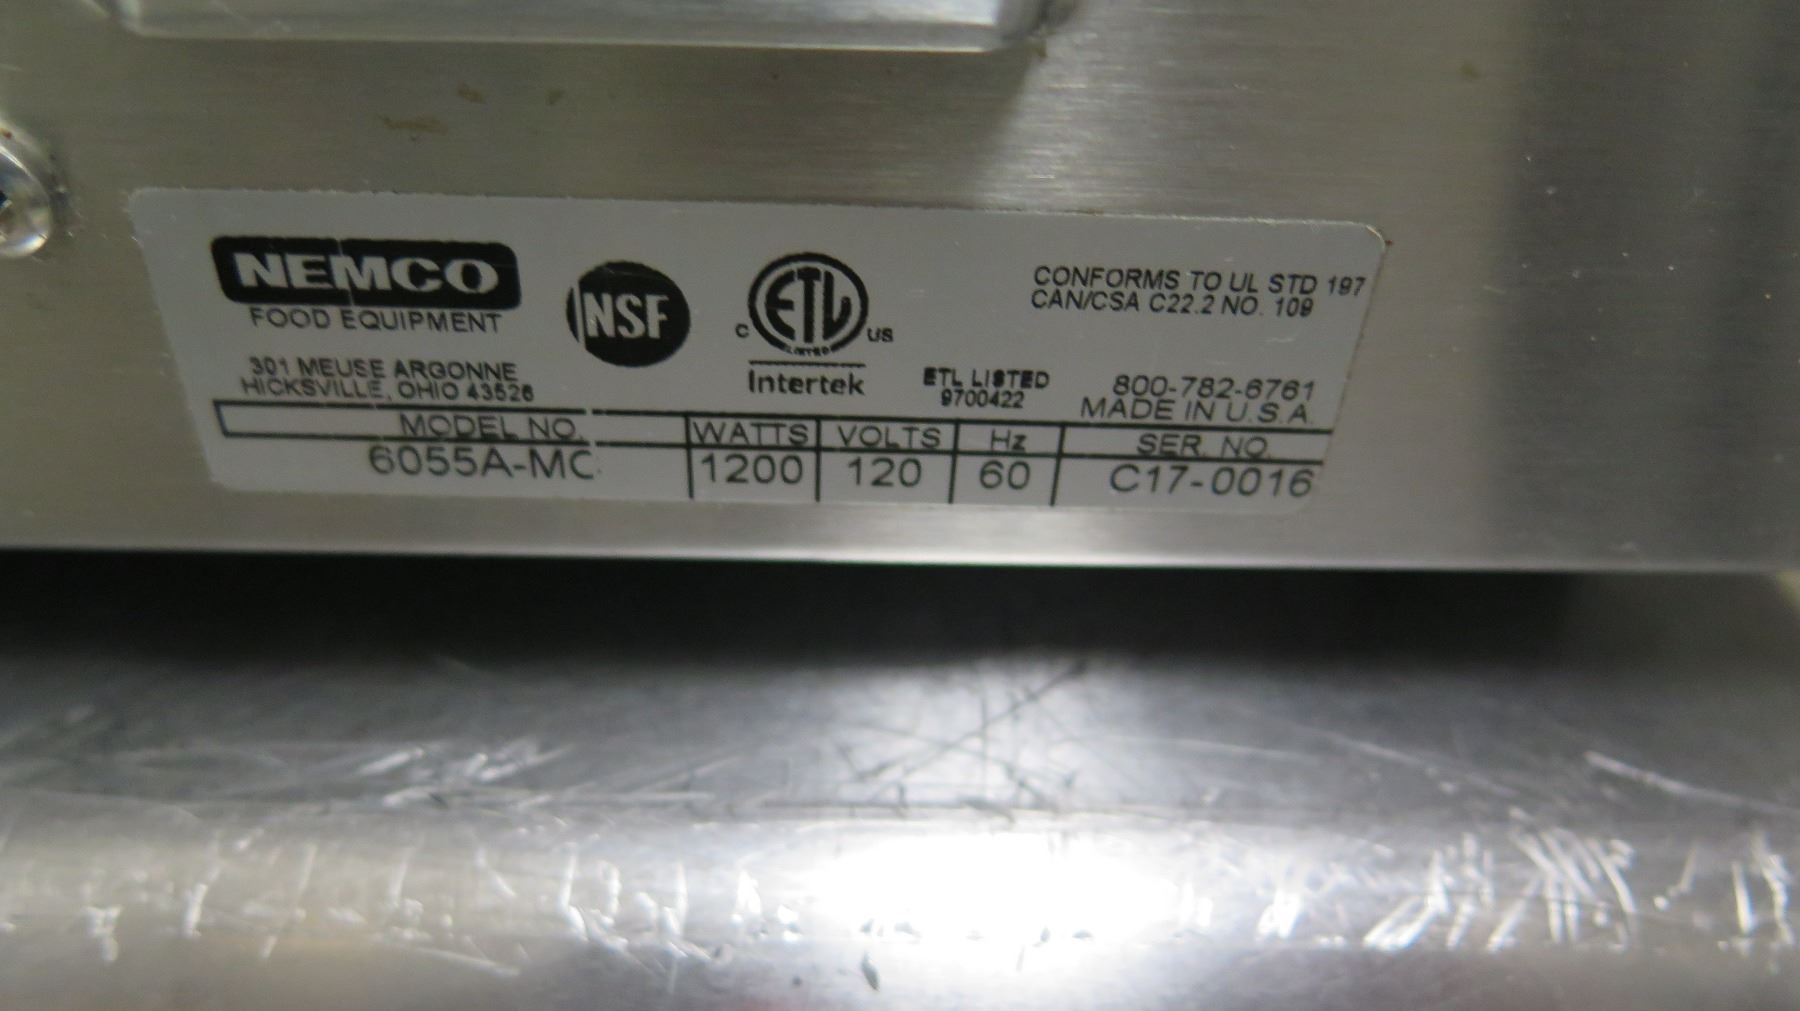 NEMCO
FOOD EQUIPMENT
301 MEUSE ARGONNE
HICKSVILLE, OHIO 43526
NSF
C ETL US
LISTED
Intertek
ETL LISTED
9700422
CONFORMS TO UL STD 197
CAN/CSA C22.2 NO. 109
800-782-6761
MADE IN U.S.A.
MODEL NO. WATTS VOLTS Hz SER. NO.
6055A-MC 1200 120 60 C17-0016